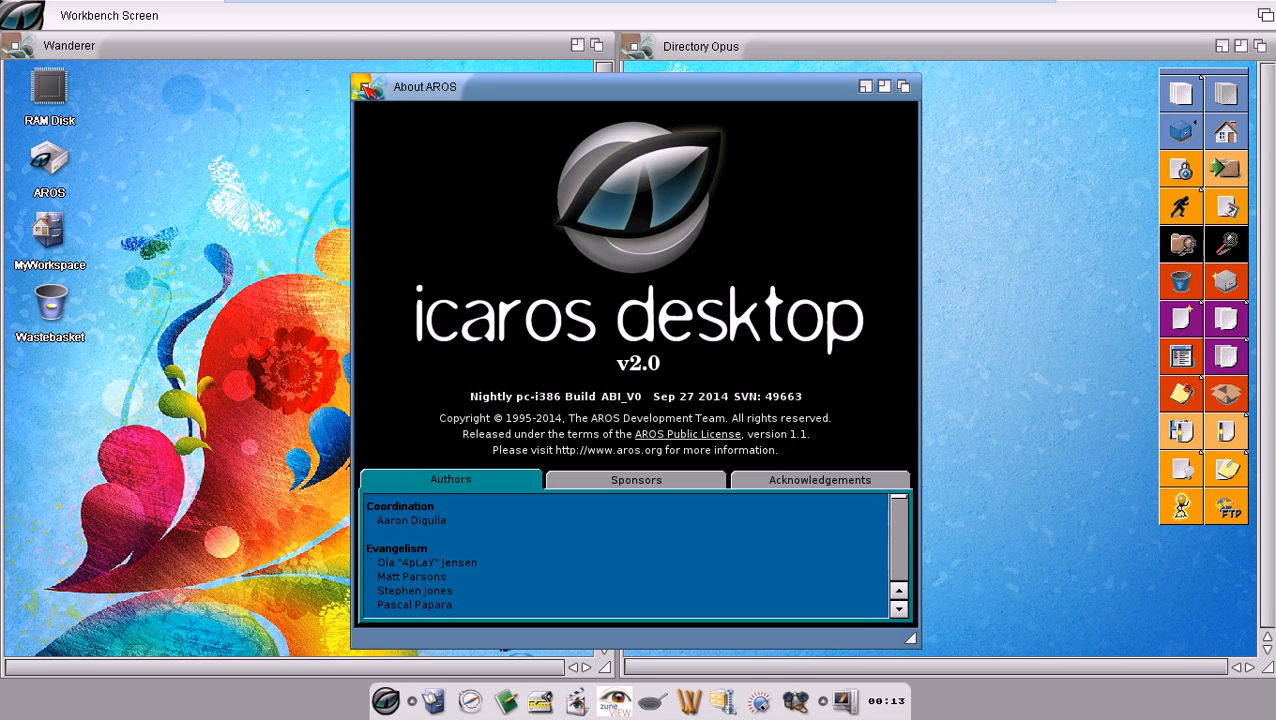 Workbench Screen
Wanderer
Directory Opus
RAM Disk
AROS
MyWorkspace
Wastebasket
About AROS
icaros desktop
v2.0
Nightly pc-i386 Build ABI_V0 Sep 27 2014 SVN: 49663
Copyright © 1995-2014, The AROS Development Team. All rights reserved.
Released under the terms of the AROS Public License, version 1.1.
Please visit http://www.aros.org for more information.
Authors
Sponsors
Acknowledgements
Coordination
Aaron Digulla
Evangelism
Ola "4pLaY" Jensen
Matt Parsons
Stephen Jones
Pascal Papara
FTP
zune
VIEW
00:13